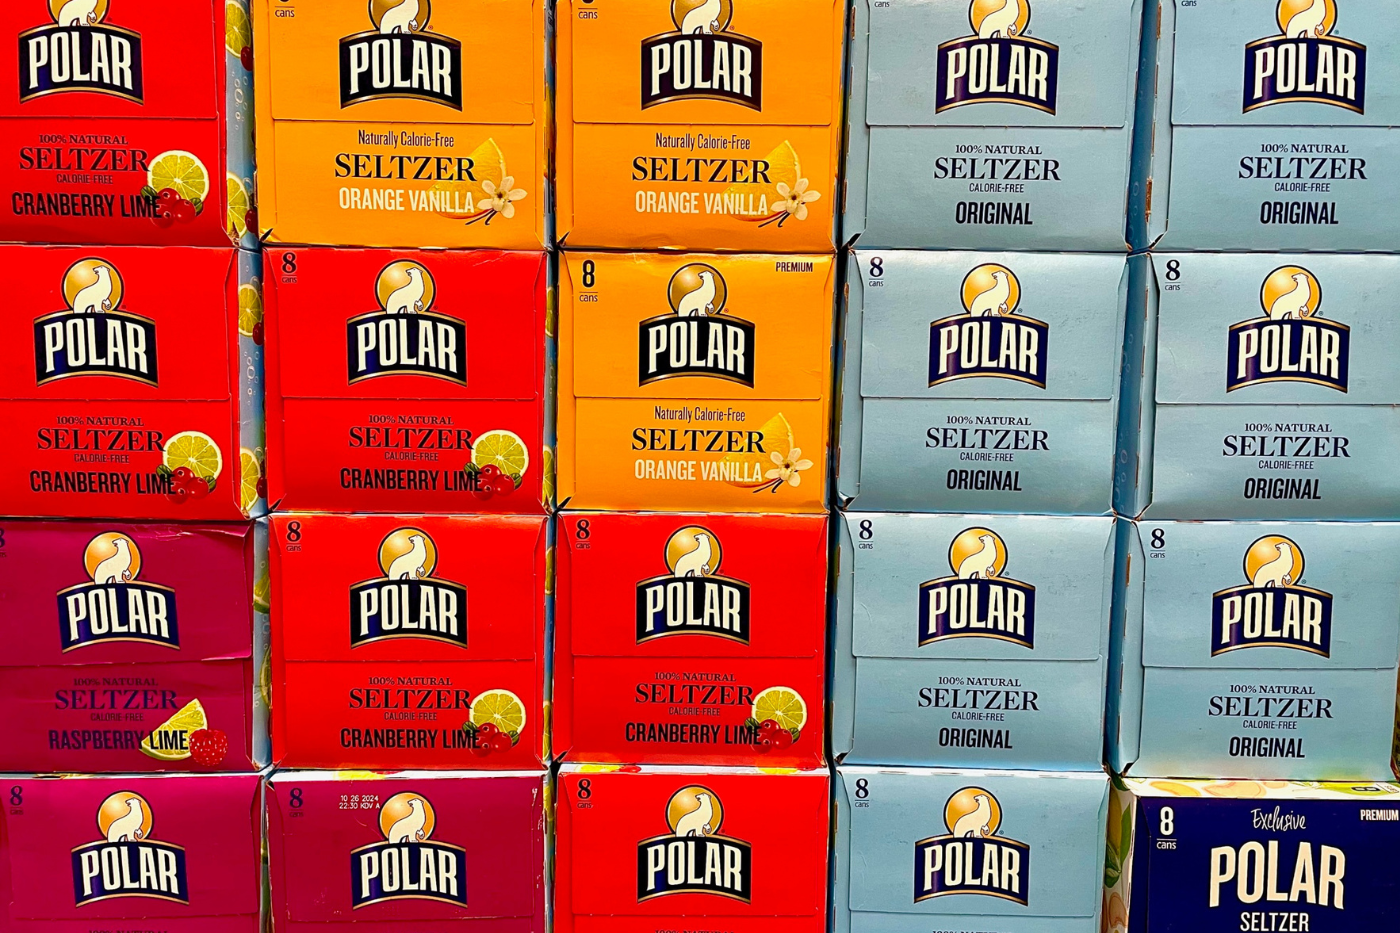 POLAR
100% NATURAL
SELTZER
CALORIE-FREE
CRANBERRY LIME
cans
POLAR
Naturally Calorie-Free
SELTZER
ORANGE VANILLA
cans
POLAR
Naturally Calorie-Free
SELTZER
ORANGE VANILLA
cans
POLAR
100% NATURAL
SELTZER
CALORIE-FREE
ORIGINAL
cans
POLAR
100% NATURAL
SELTZER
CALORIE-FREE
ORIGINAL
POLAR
100% NATURAL
SELTZER
CALORIE-FREE
CRANBERRY LIME
8
cans
POLAR
100% NATURAL
SELTZER
CALORIE-FREE
CRANBERRY LIME
8
cans
PREMIUM
POLAR
Naturally Calorie-Free
SELTZER
ORANGE VANILLA
8
cans
POLAR
100% NATURAL
SELTZER
CALORIE-FREE
ORIGINAL
8
cans
POLAR
100% NATURAL
SELTZER
CALORIE-FREE
ORIGINAL
POLAR
100% NATURAL
SELTZER
CALORIE-FREE
RASPBERRY LIME
8
cans
POLAR
100% NATURAL
SELTZER
CALORIE-FREE
CRANBERRY LIME
8
cans
POLAR
100% NATURAL
SELTZER
CALORIE-FREE
CRANBERRY LIME
8
cans
POLAR
100% NATURAL
SELTZER
CALORIE-FREE
ORIGINAL
8
cans
POLAR
100% NATURAL
SELTZER
CALORIE-FREE
ORIGINAL
8
cans
POLAR
8
cans
10 26 2024
22:30 KDV A
POLAR
8
cans
POLAR
8
cans
POLAR
8
cans
Exclusive
PREMIUM
POLAR
SELTZER